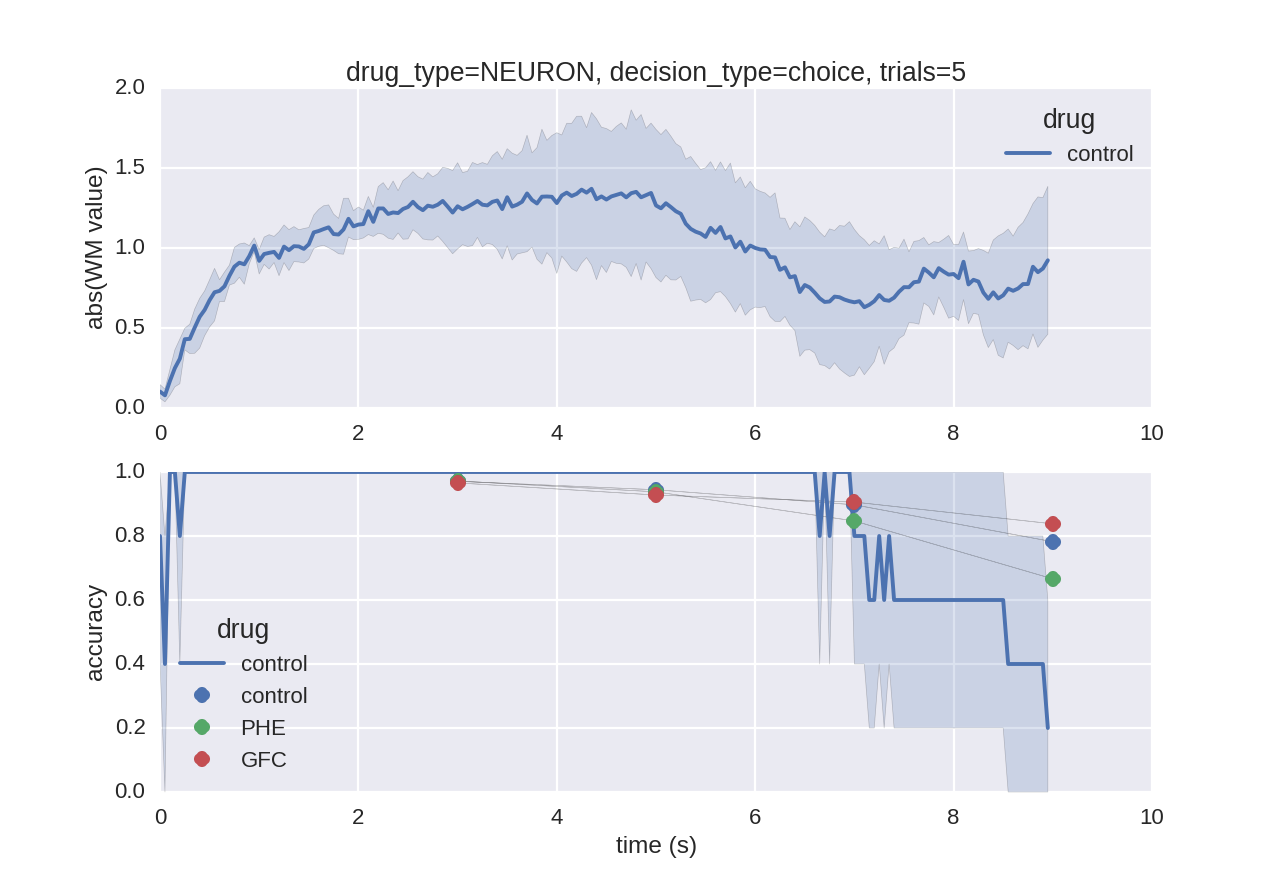 drug_type=NEURON, decision_type=choice, trials=5
abs(WM value)
2.0
1.5
1.0
0.5
0.0
drug
control
0 2 4 6 8 10
accuracy
1.0
0.8
0.6
0.4
0.2
0.0
drug
control
control
PHE
GFC
0 2 4 6 8 10
time (s)